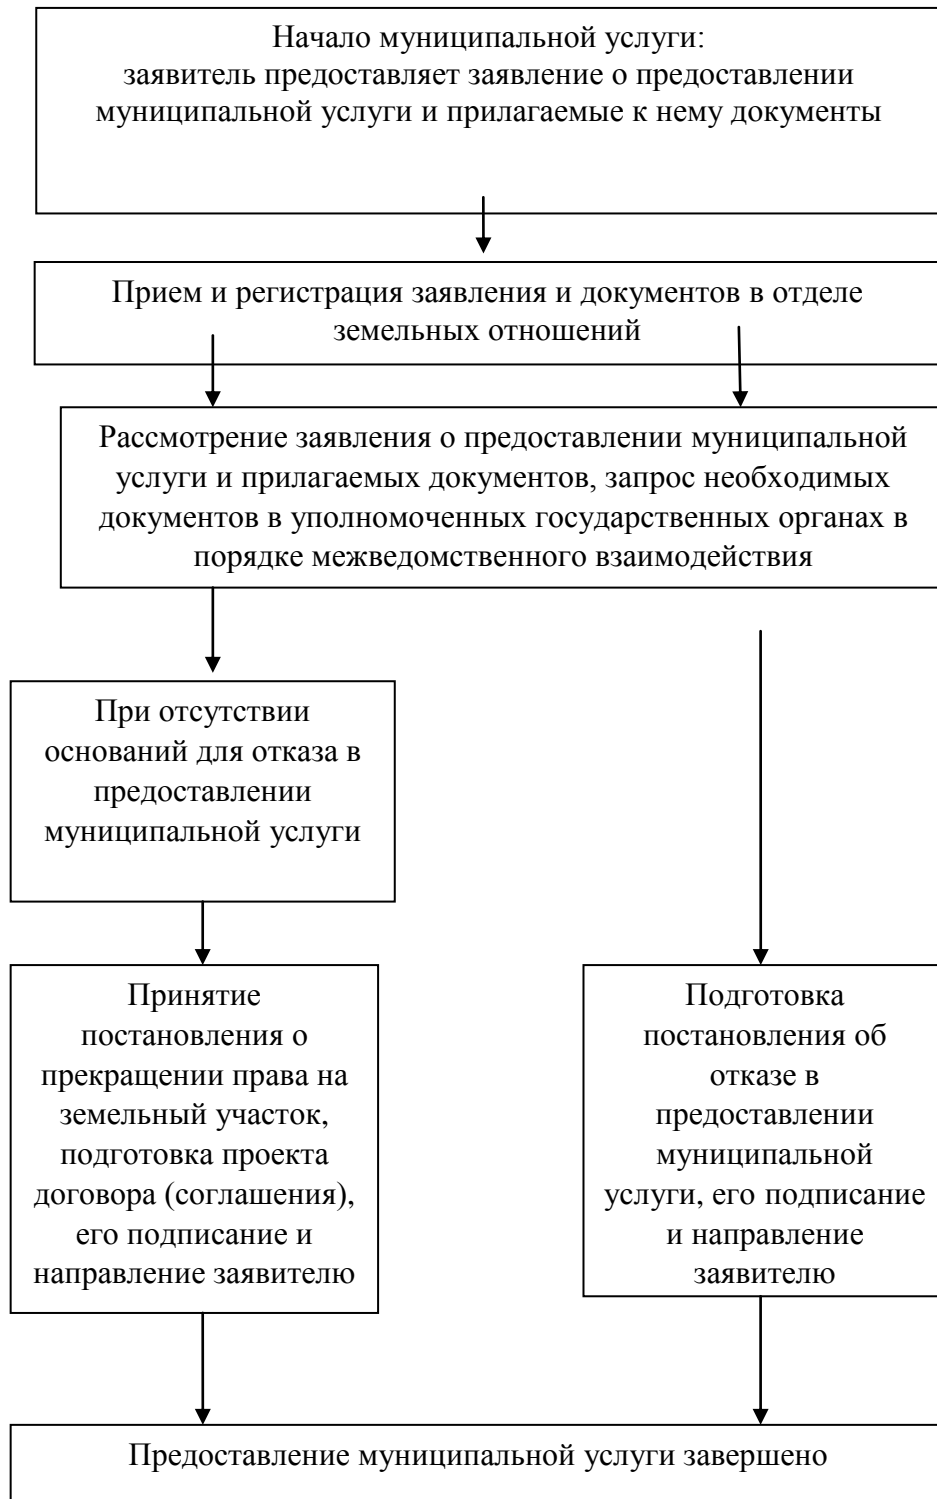 Начало муниципальной услуги:
заявитель предоставляет заявление о предоставлении
муниципальной услуги и прилагаемые к нему документы
Прием и регистрация заявления и документов в отделе
земельных отношений
Рассмотрение заявления о предоставлении муниципальной
услуги и прилагаемых документов, запрос необходимых
документов в уполномоченных государственных органах в
порядке межведомственного взаимодействия
При отсутствии
оснований для отказа в
предоставлении
муниципальной услуги
Принятие
постановления о
прекращении права на
земельный участок,
подготовка проекта
договора (соглашения),
его подписание и
направление заявителю
Подготовка
постановления об
отказе в
предоставлении
муниципальной
услуги, его подписание
и направление
заявителю
Предоставление муниципальной услуги завершено